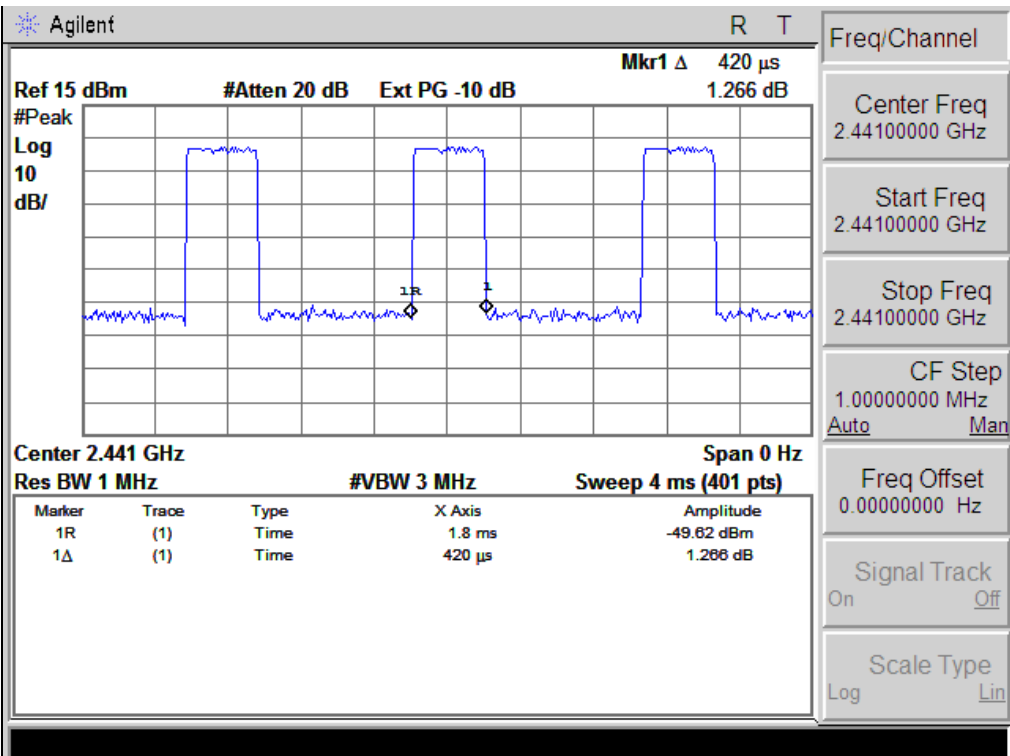 Agilent R T
Mkr1 Δ 420 μs
Ref 15 dBm #Atten 20 dB Ext PG -10 dB 1.266 dB
#Peak
Log
10
dB/
1R 1
Center 2.441 GHz Span 0 Hz
Res BW 1 MHz #VBW 3 MHz Sweep 4 ms (401 pts)
Marker Trace Type X Axis Amplitude
1R (1) Time 1.8 ms -49.62 dBm
1Δ (1) Time 420 μs 1.266 dB
Freq/Channel
Center Freq
2.44100000 GHz
Start Freq
2.44100000 GHz
Stop Freq
2.44100000 GHz
CF Step
1.00000000 MHz
Auto Man
Freq Offset
0.00000000 Hz
Signal Track
On Off
Scale Type
Log Lin